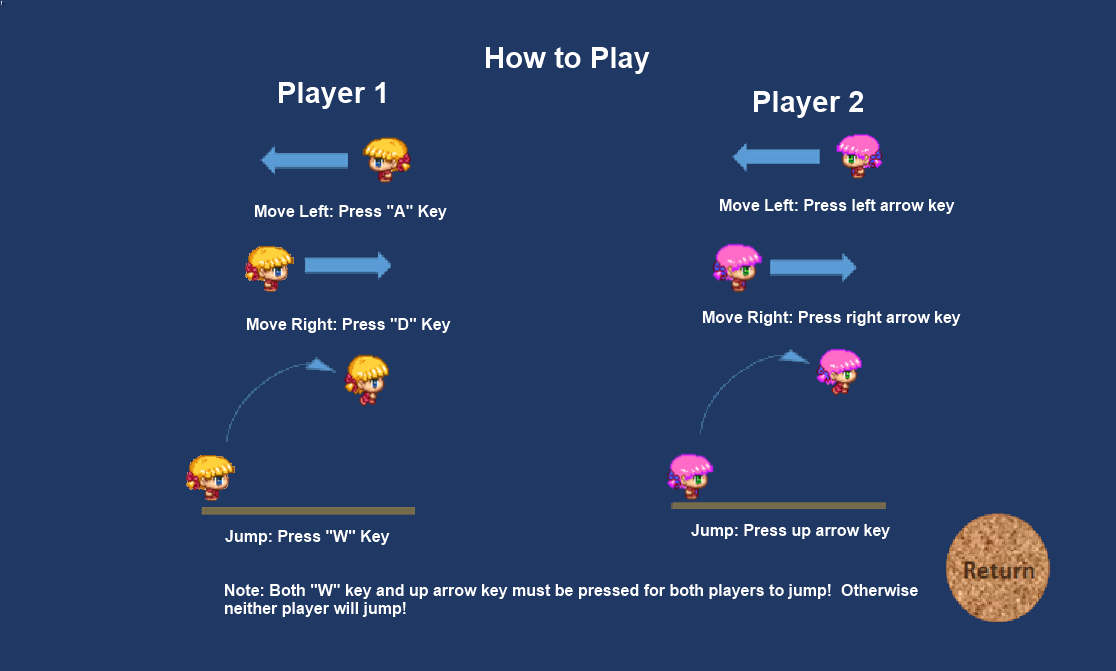 How to Play
Player 1
Player 2
Move Left: Press "A" Key
Move Left: Press left arrow key
Move Right: Press "D" Key
Move Right: Press right arrow key
Jump: Press "W" Key
Jump: Press up arrow key
Return
Note: Both "W" key and up arrow key must be pressed for both players to jump!  Otherwise
neither player will jump!